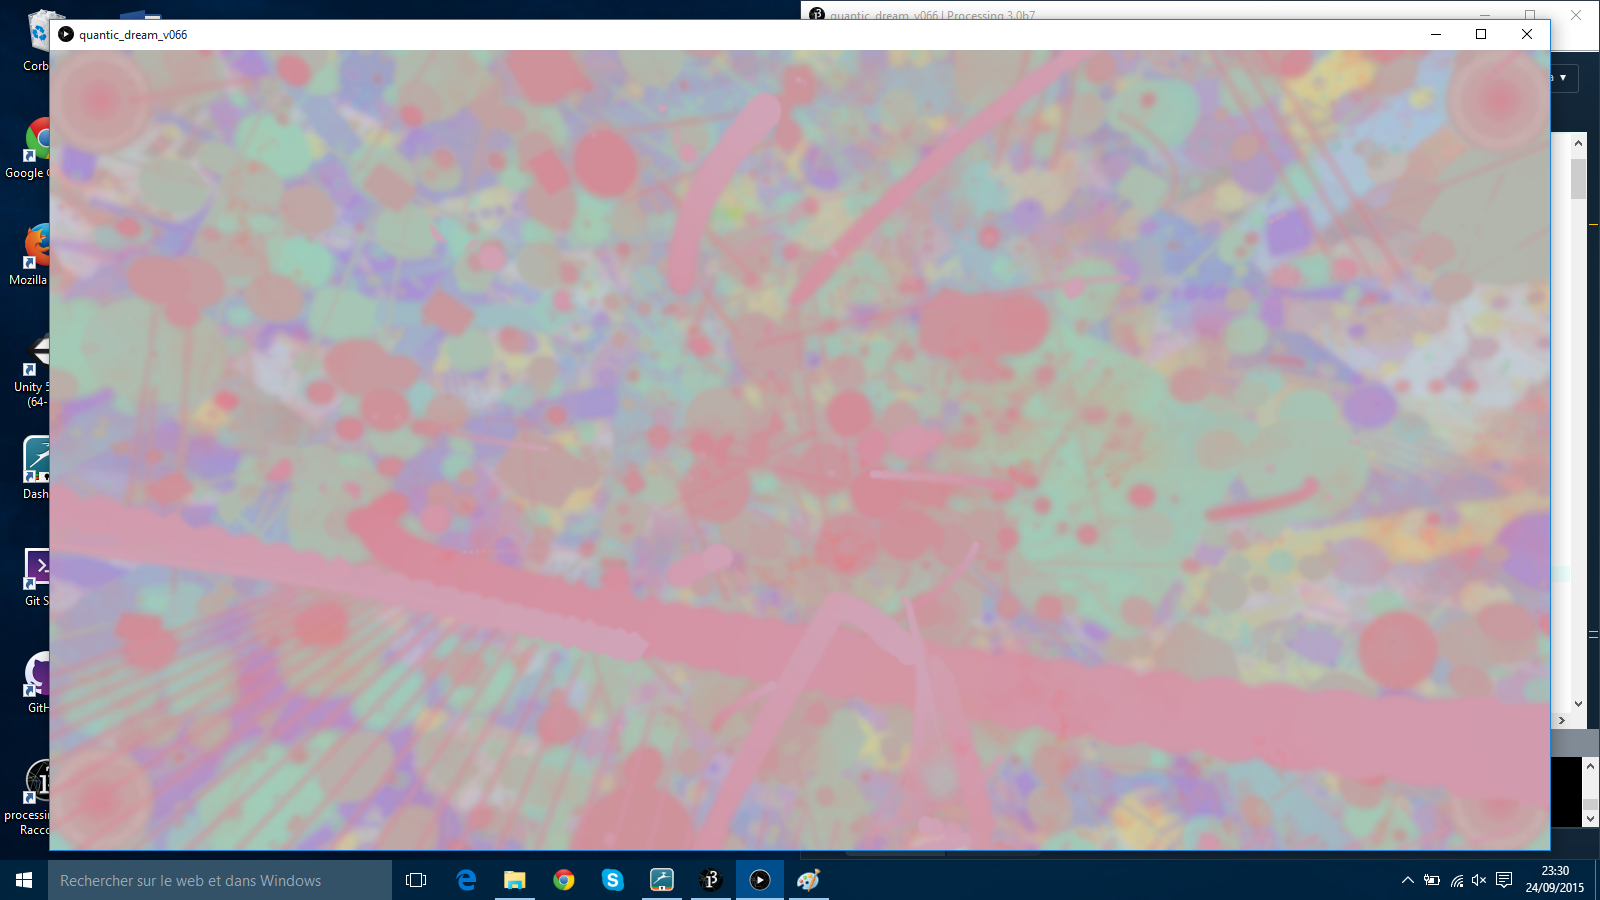 quantic_dream_v066 | Processing 3.0b7
quantic_dream_v066
Corb
Google
Mozilla
Unity 5
(64-
Dash
Git S
GitH
processin
Racco
Rechercher sur le web et dans Windows
23:30
24/09/2015